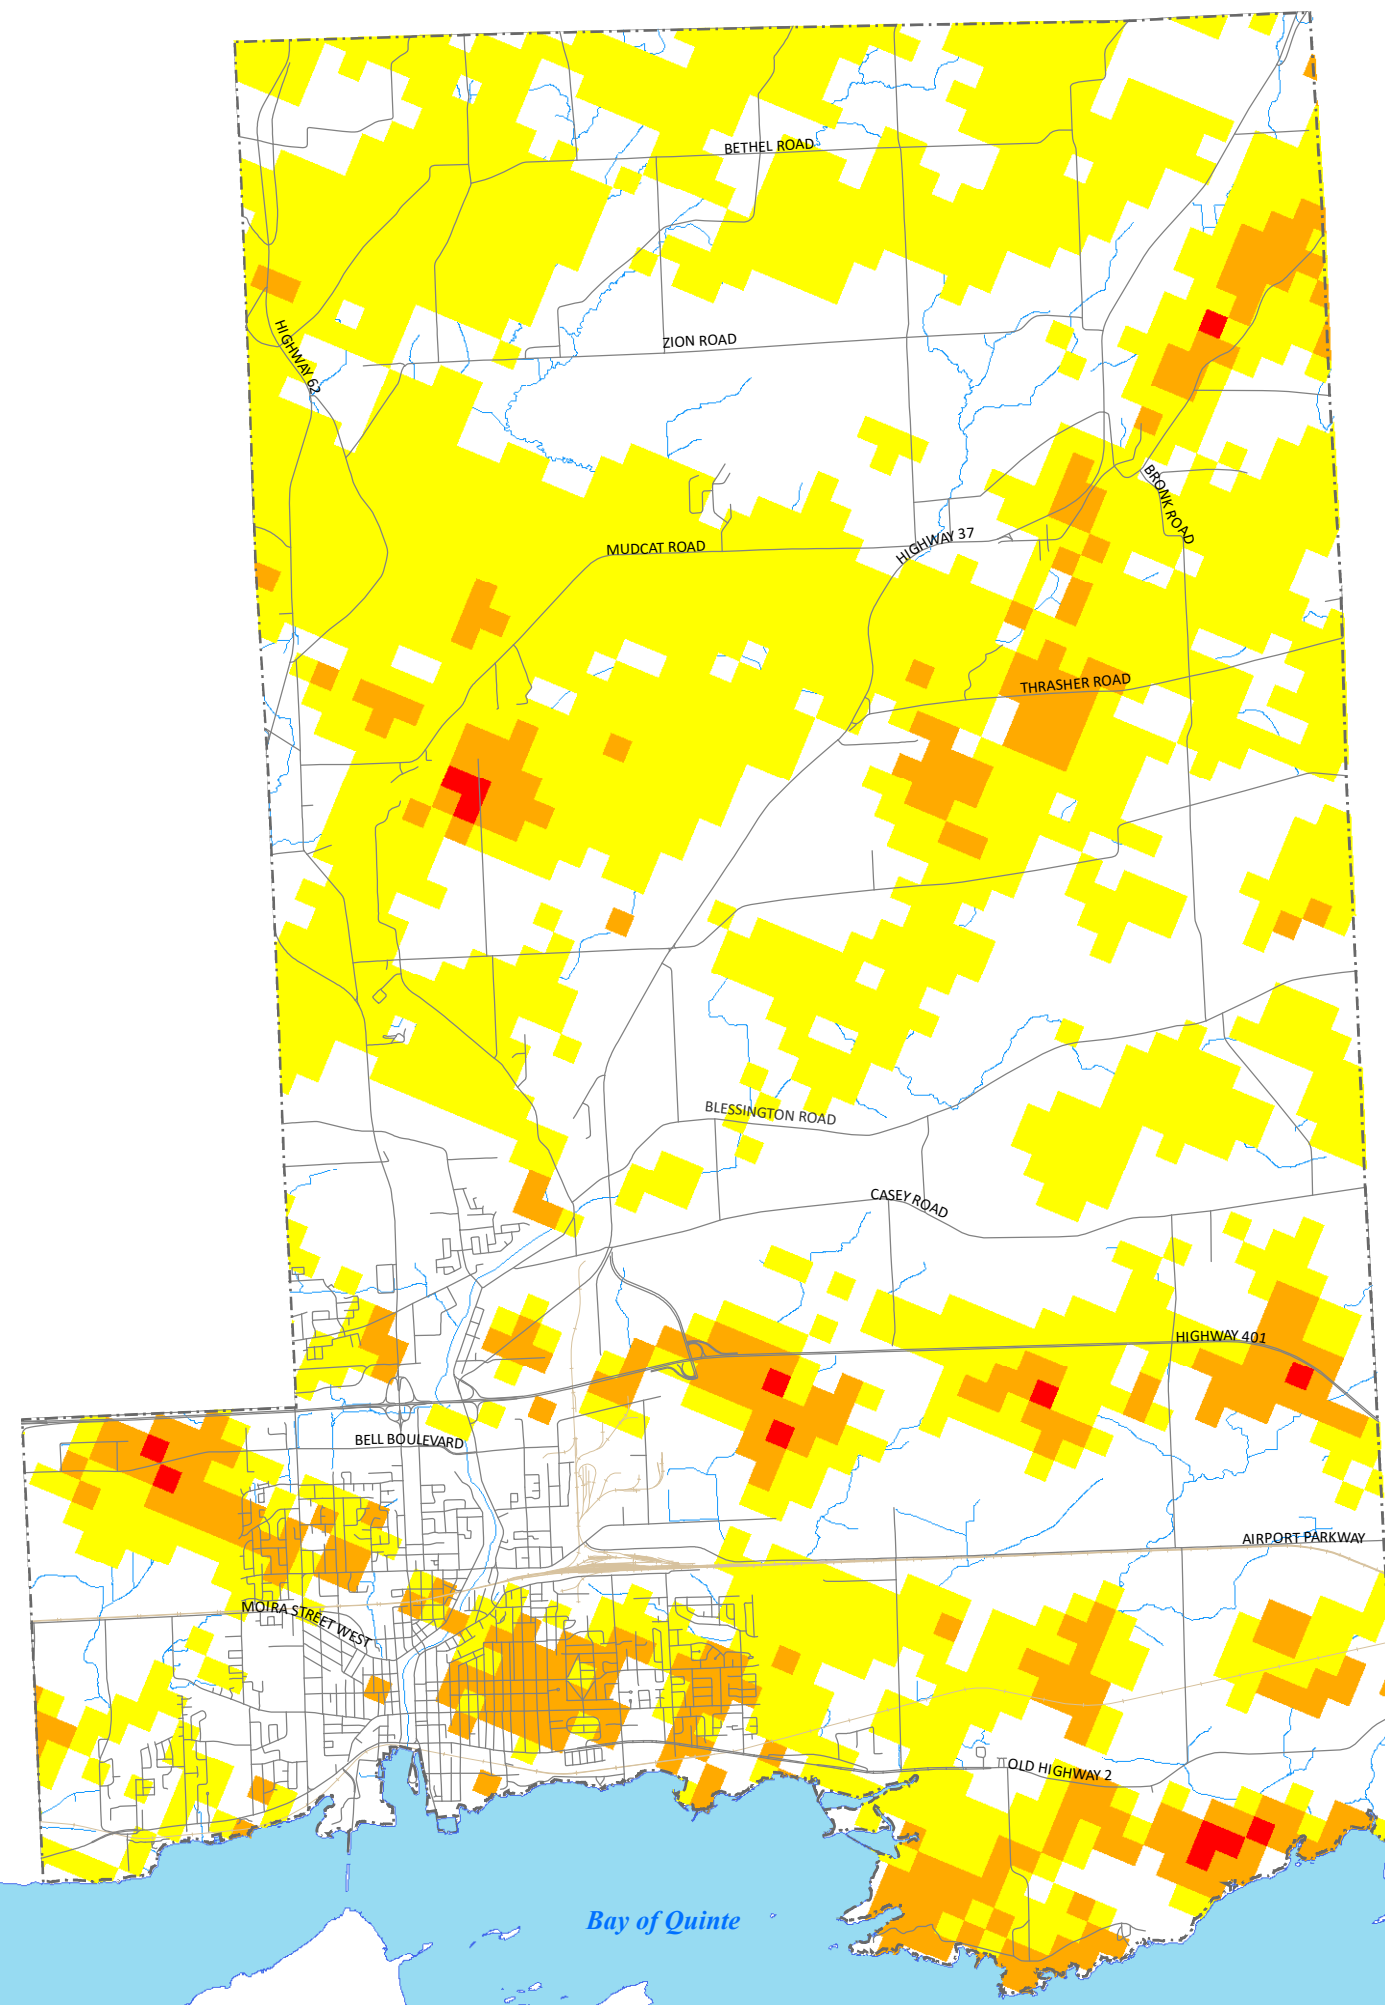 BETHEL ROAD
ZION ROAD
HIGHWAY 62
BRONK ROAD
HIGHWAY 37
MUDCAT ROAD
THRASHER ROAD
BLESSINGTON ROAD
CASEY ROAD
HIGHWAY 401
BELL BOULEVARD
AIRPORT PARKWAY
MOIRA STREET WEST
OLD HIGHWAY 2
Bay of Quinte